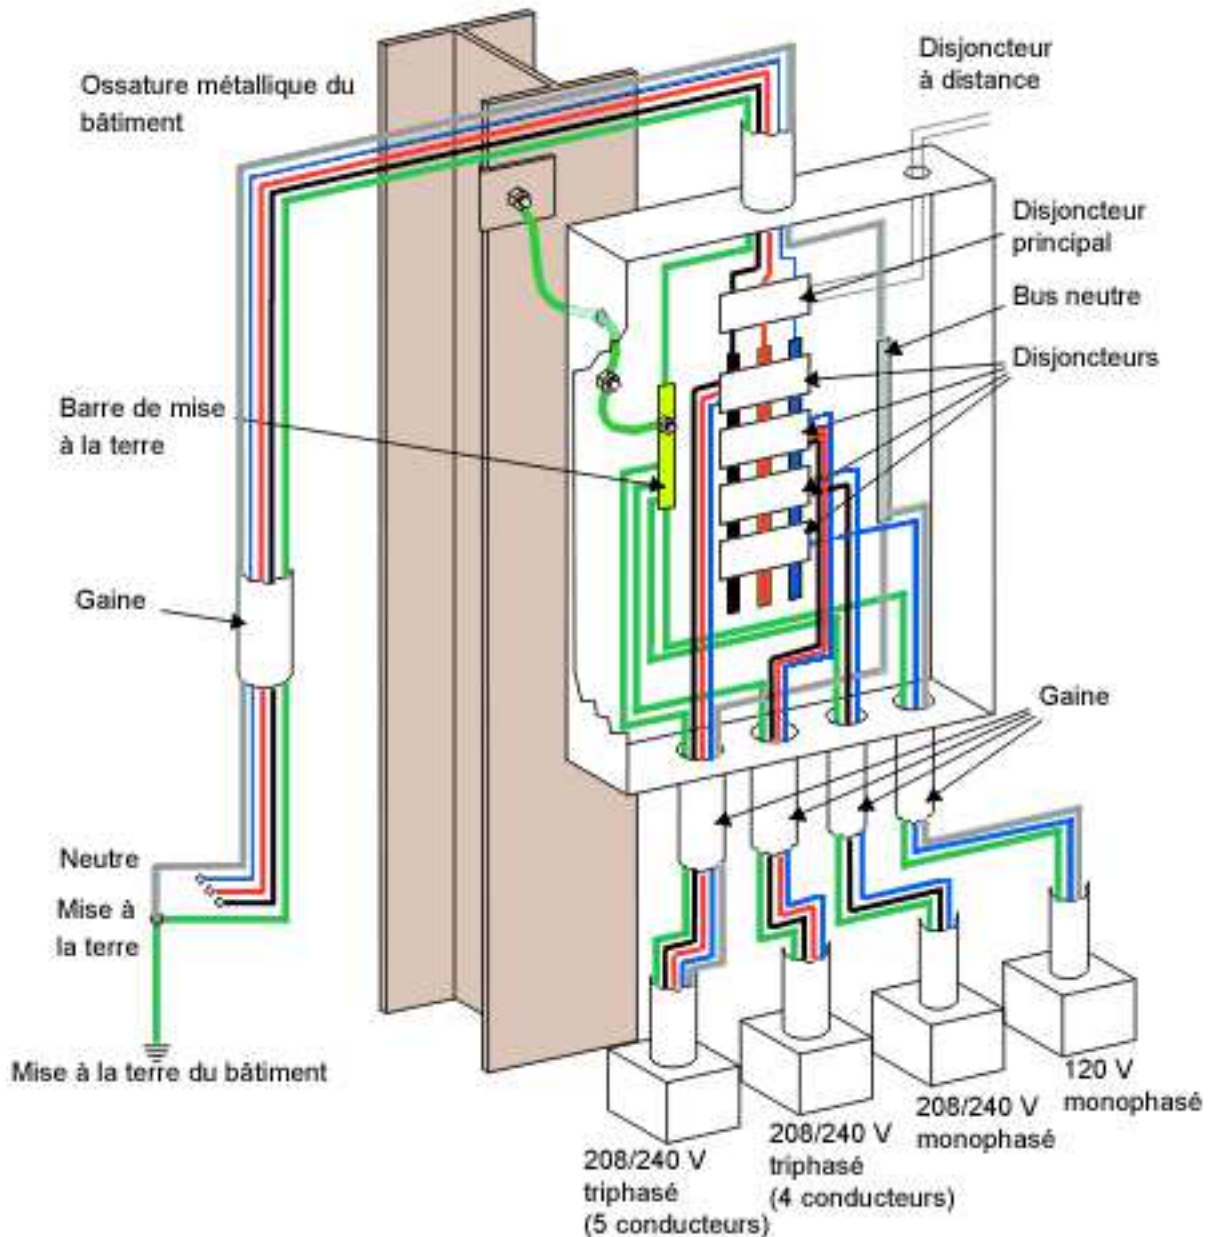 Disjoncteur
à distance
Ossature métallique du
bâtiment
Disjoncteur
principal
Bus neutre
Disjoncteurs
Barre de mise
à la terre
Gaine
Gaine
Neutre
Mise à
la terre
Mise à la terre du bâtiment
120 V
monophasé
208/240 V
monophasé
208/240 V
triphasé
(4 conducteurs)
208/240 V
triphasé
(5 conducteurs)